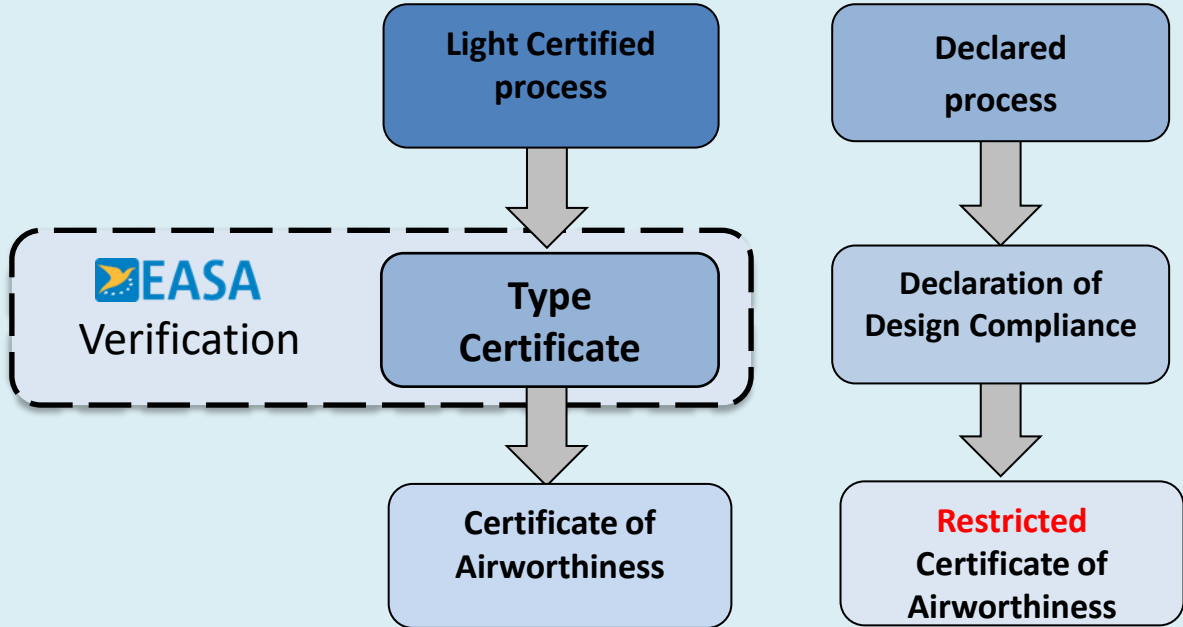 Light Certified
process
Declared
process
EASA
Verification
Type
Certificate
Declaration of
Design Compliance
Certificate of
Airworthiness
Restricted
Certificate of
Airworthiness